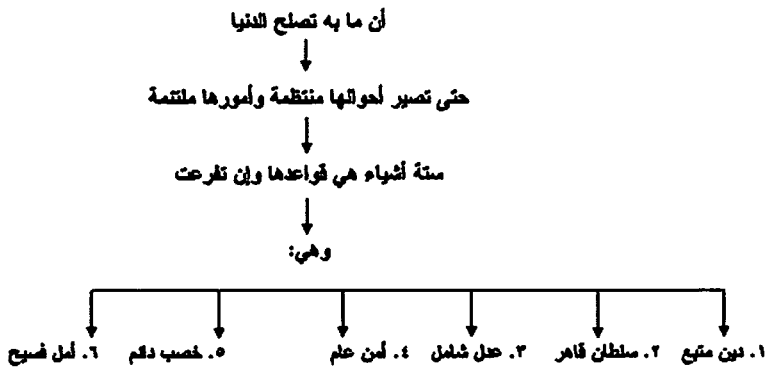 أن ما به تصلح الدنيا
حتى تصير أحوالها منتظمة وأمورها ملتئمة
ستة أشياء هي قواعدها وإن تفرعت
وهي:
١. دين متبع ٢. سلطان قاهر ٣. عدل شامل ٤. أمن عام ٥. خصب دائم ٦. أمل فسيح